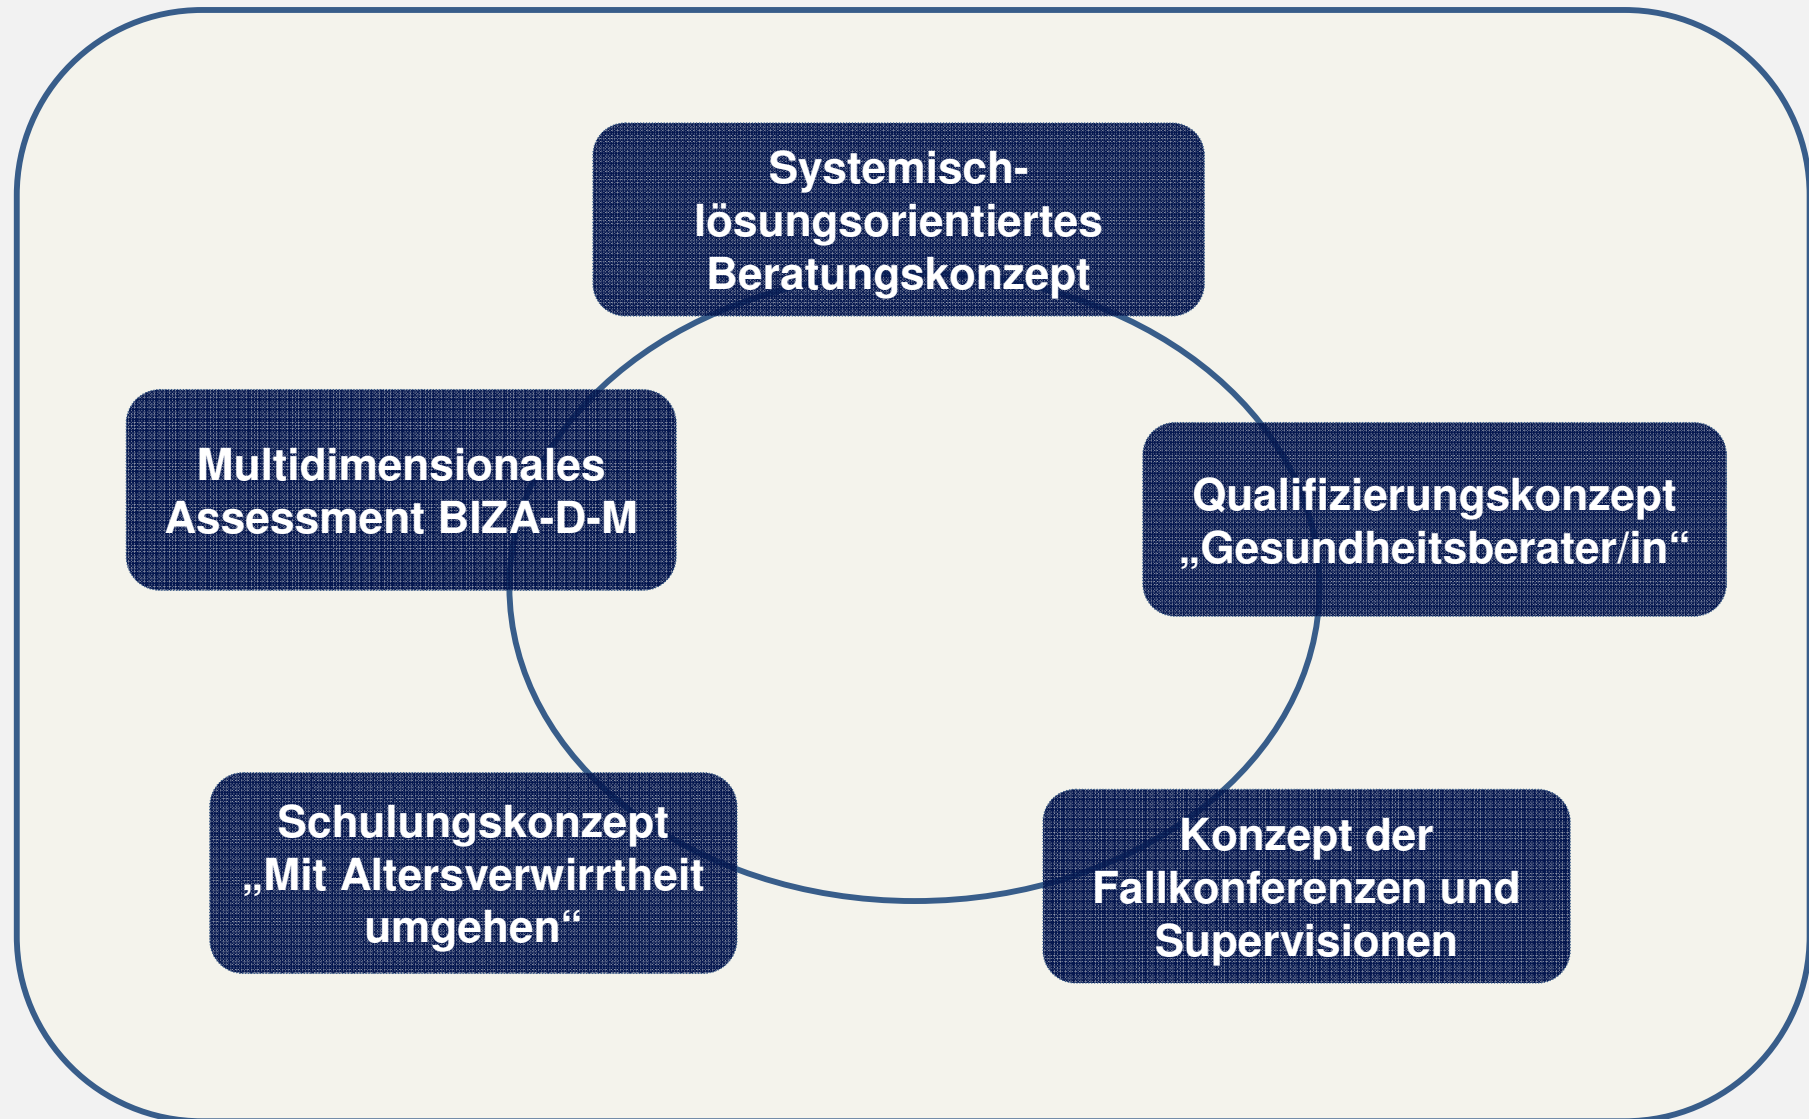 Systemisch-
lösungsorientiertes
Beratungskonzept
Multidimensionales
Assessment BIZA-D-M
Qualifizierungskonzept
„Gesundheitsberater/in“
Schulungskonzept
„Mit Altersverwirrtheit
umgehen“
Konzept der
Fallkonferenzen und
Supervisionen